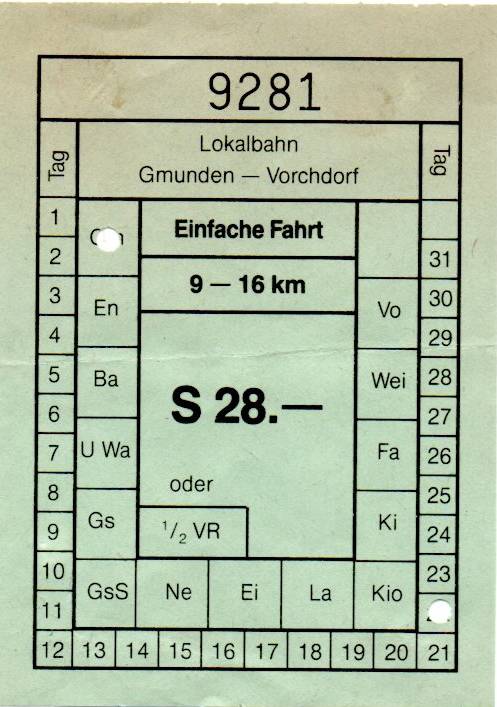 9281
Tag
Lokalbahn
Gmunden — Vorchdorf
Tag
Einfache Fahrt
9 — 16 km
S 28.—
oder
1/2 VR
1
2
3
4
5
6
7
8
9
10
11
12
13
14
15
16
17
18
19
20
21
23
24
25
26
27
28
29
30
31
En
Ba
U Wa
Gs
GsS
Ne
Ei
La
Kio
Ki
Fa
Wei
Vo